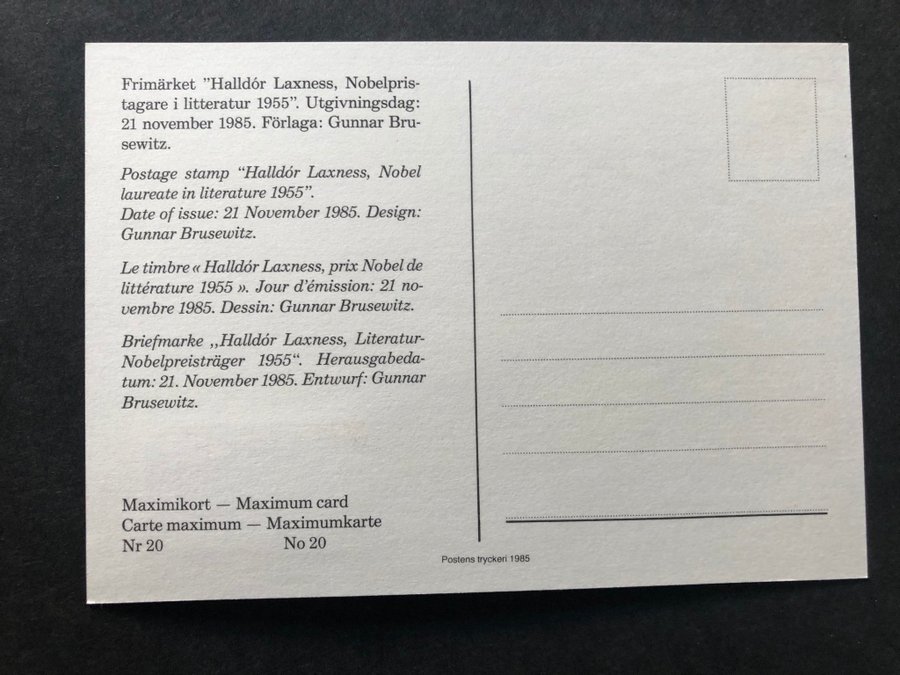 Frimärket ”Halldór Laxness, Nobelpris-
tagare i litteratur 1955”. Utgivningsdag:
21 november 1985. Förlaga: Gunnar Bru-
sewitz.
Postage stamp “Halldór Laxness, Nobel
laureate in literature 1955”.
Date of issue: 21 November 1985. Design:
Gunnar Brusewitz.
Le timbre « Halldór Laxness, prix Nobel de
littérature 1955 ». Jour d’émission: 21 no-
vembre 1985. Dessin: Gunnar Brusewitz.
Briefmarke ,,Halldór Laxness, Literatur-
Nobelpreisträger 1955“. Herausgabeda-
tum: 21. November 1985. Entwurf: Gunnar
Brusewitz.
Maximikort — Maximum card
Carte maximum — Maximumkarte
Nr 20 No 20
Postens tryckeri 1985